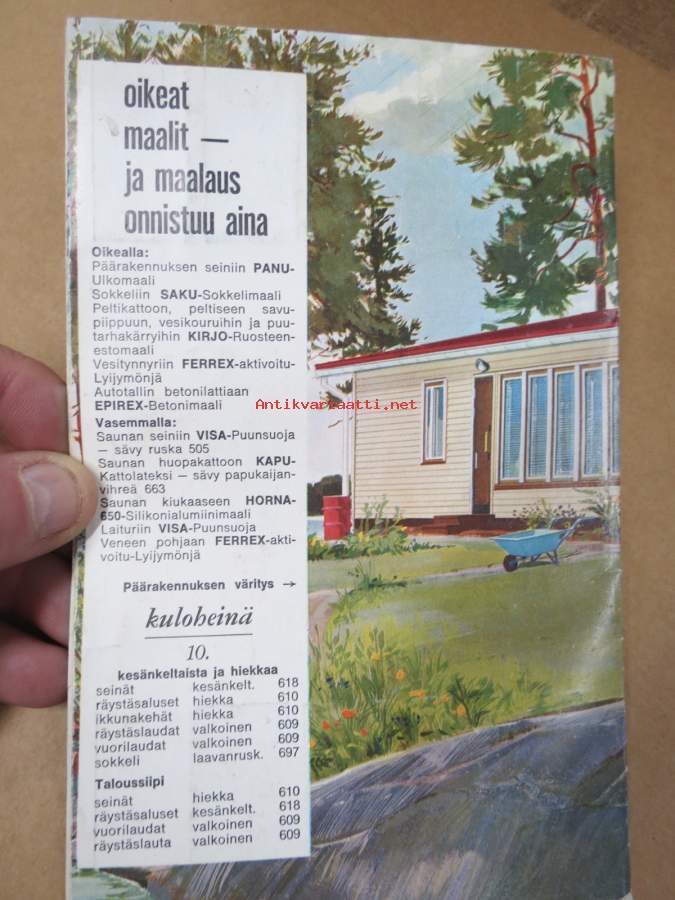 oikeat
maalit —
ja maalaus
onnistuu aina
Oikealla:
Päärakennuksen seiniin PANU-
Ulkomaali
Sokkeliin SAKU-Sokkelimaali
Peltikattoon, peltiseen savu-
piippuun, vesikouruihin ja puu-
tarhakärryihin KIRJO-Ruosteen-
estomaali
Vesitynnyriin FERREX-aktivoitu-
Lyijymönjä
Autotallin betonilattiaan
EPIREX-Betonimaali
Vasemmalla:
Saunan seiniin VISA-Puunsuoja
— sävy ruska 505
Saunan huopakattoon KAPU-
Kattolateksi — sävy papukaijan-
vihreä 663
Saunan kiukaaseen HORNA-
650-Silikonialumiinimaali
Laituriin VISA-Puunsuoja
Veneen pohjaan FERREX-akti-
voitu-Lyijymönjä
Päärakennuksen väritys →
kuloheinä
10.
kesänkeltaista ja hiekkaa
seinät kesänkelt. 618
räystäsaluset hiekka 610
ikkunakehät hiekka 610
räystäslaudat valkoinen 609
vuorilaudat valkoinen 609
sokkeli laavanrusk. 697
Taloussiipi
seinät hiekka 610
räystäsaluset kesänkelt. 618
vuorilaudat valkoinen 609
räystäslauta valkoinen 609
Antikvariaatti.net